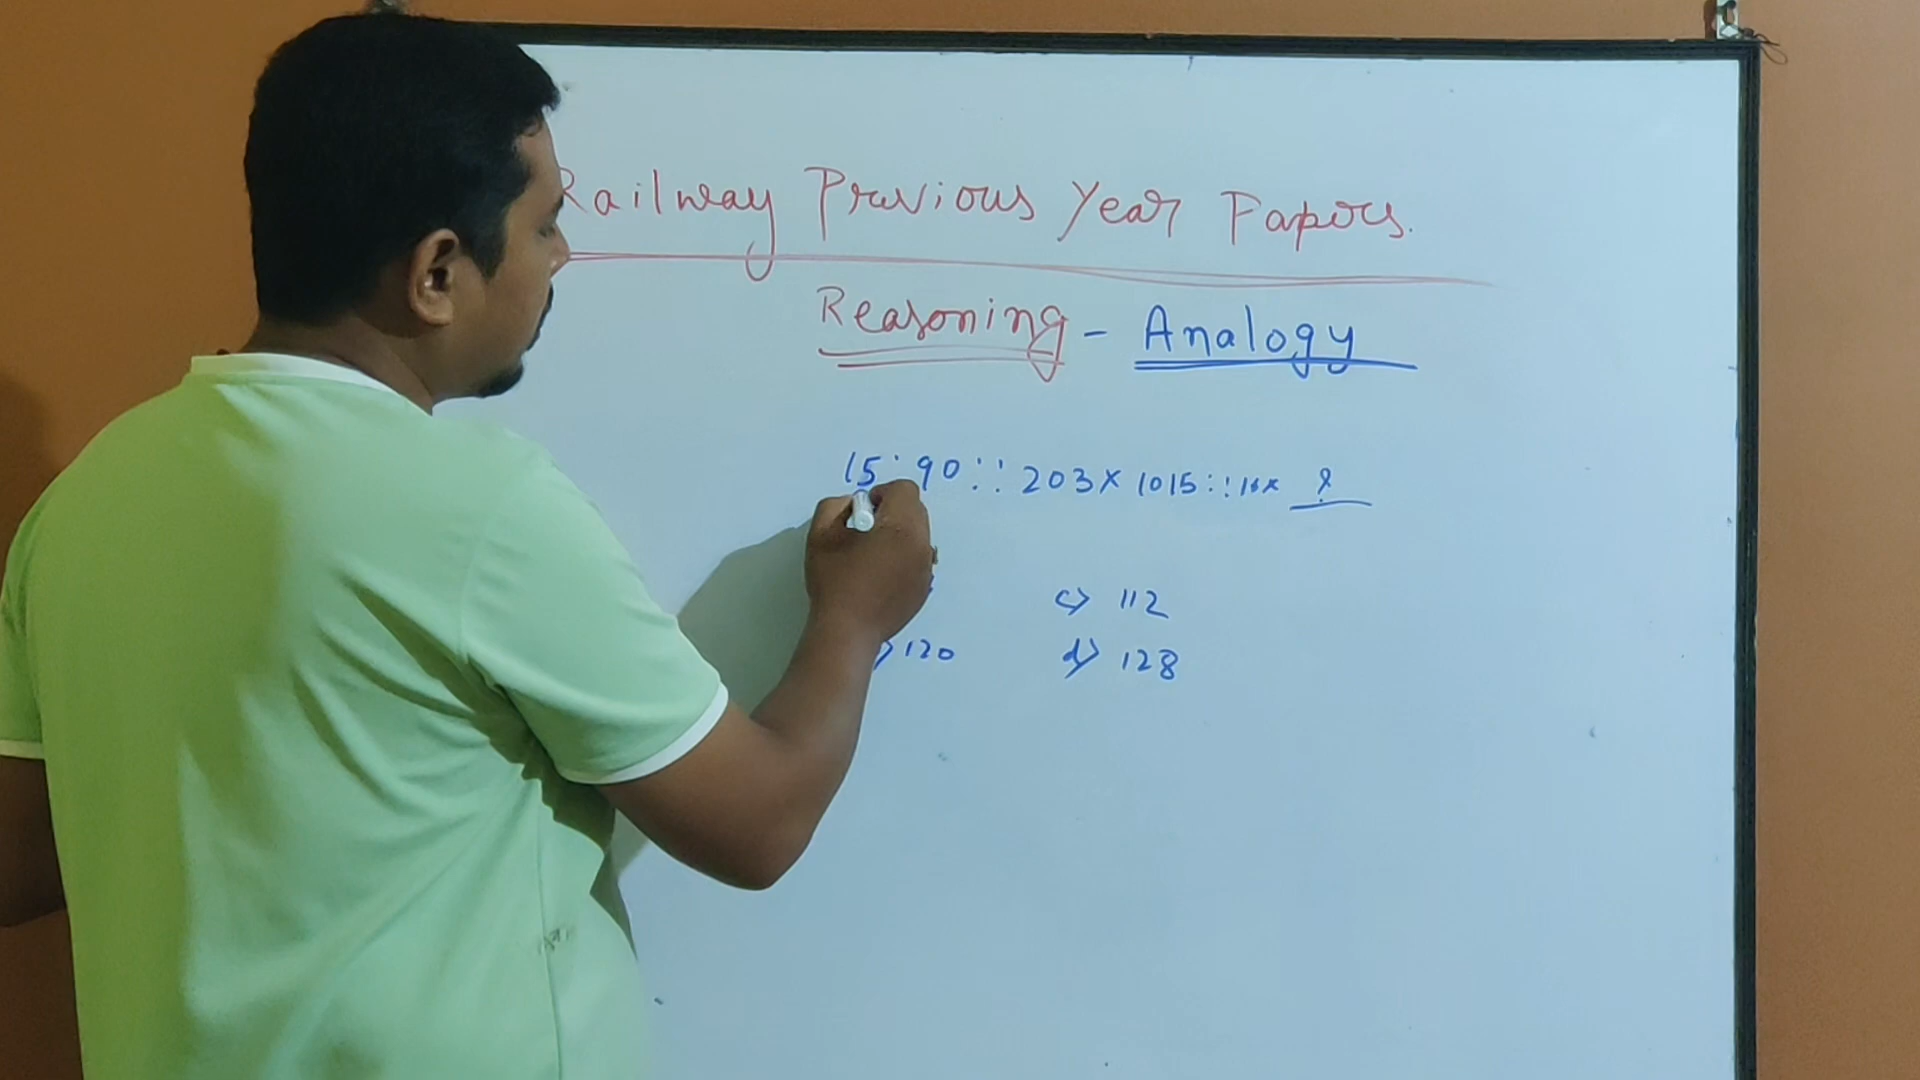 Railway Previous Year Papers.
Reasoning - Analogy
15 : 90 :: 203 x 1015 :: 16 x ?
c) 112
120
d) 128